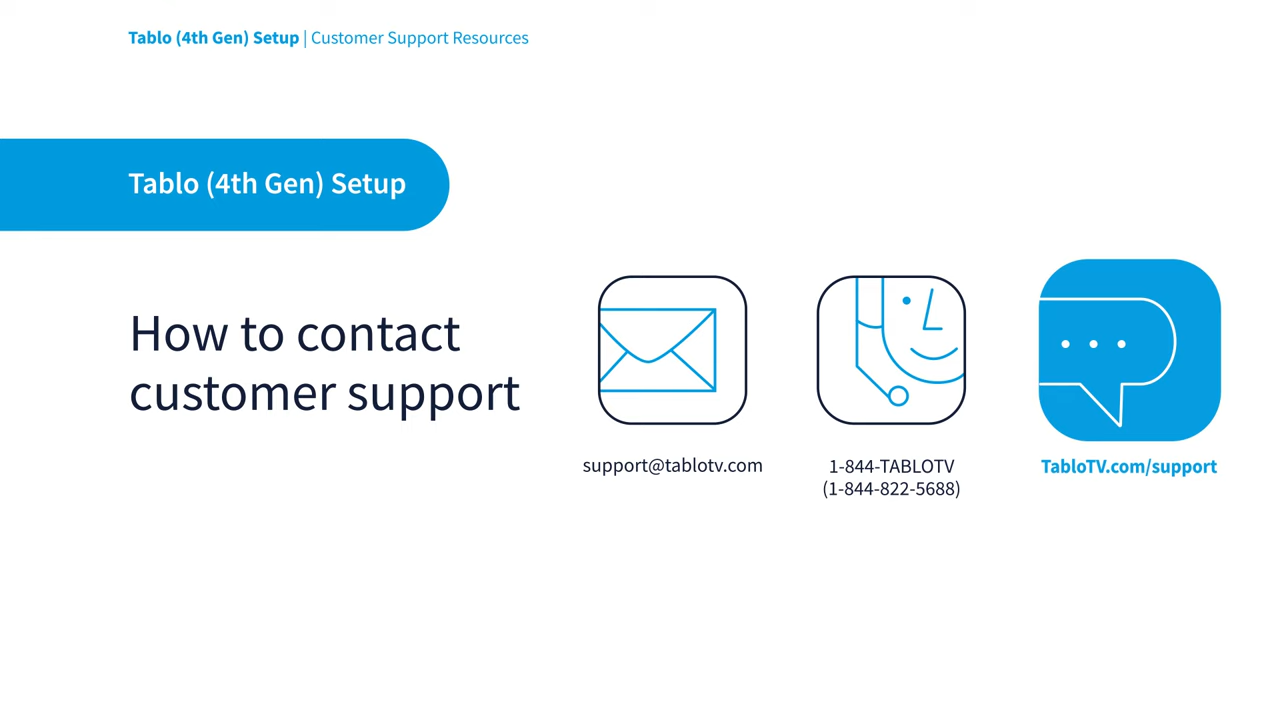 Tablo (4th Gen) Setup | Customer Support Resources
Tablo (4th Gen) Setup
How to contact
customer support
support@tablotv.com
1-844-TABLOTV
(1-844-822-5688)
TabloTV.com/support